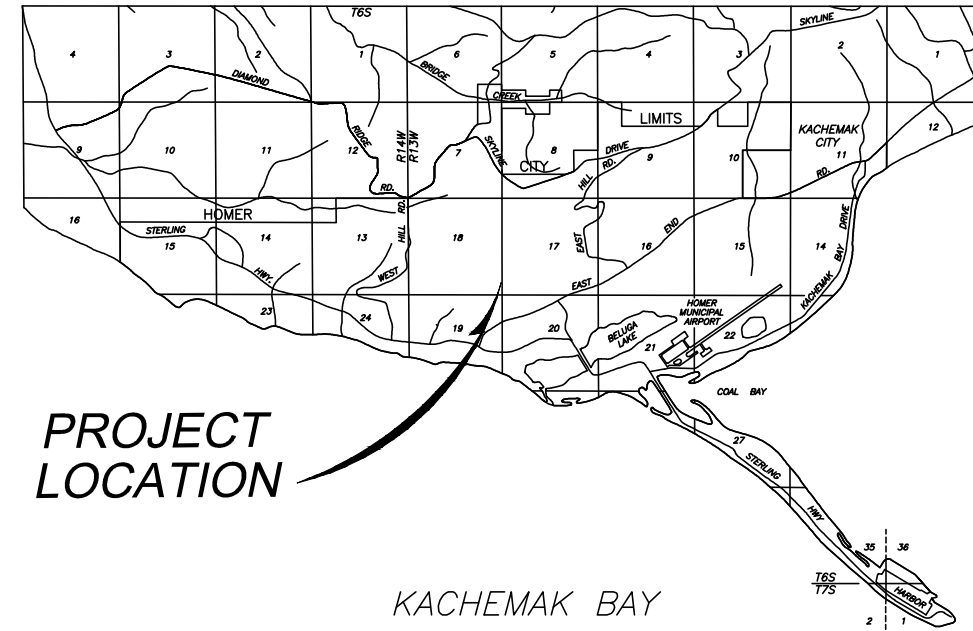 T6S
SKYLINE
4
3
2
1
6
5
4
3
2
1
DIAMOND
BRIDGE
CREEK
LIMITS
KACHEMAK
CITY
12
9
10
11
12
RIDGE
RD.
R14W
R13W
7
SKYLINE
8
CITY
DRIVE
9
HILL RD.
10
11
RD.
16
HOMER
STERLING
15
14
HWY.
13
HILL RD.
WEST
18
17
EAST
16
END
EAST
15
14
KACHEMAK BAY DRIVE
23
24
19
20
BELUGA
LAKE
21
HOMER
MUNICIPAL
AIRPORT
22
COAL BAY
PROJECT
LOCATION
27
STERLING
HWY
35
36
T6S
T7S
HARBOR
2
1
KACHEMAK BAY